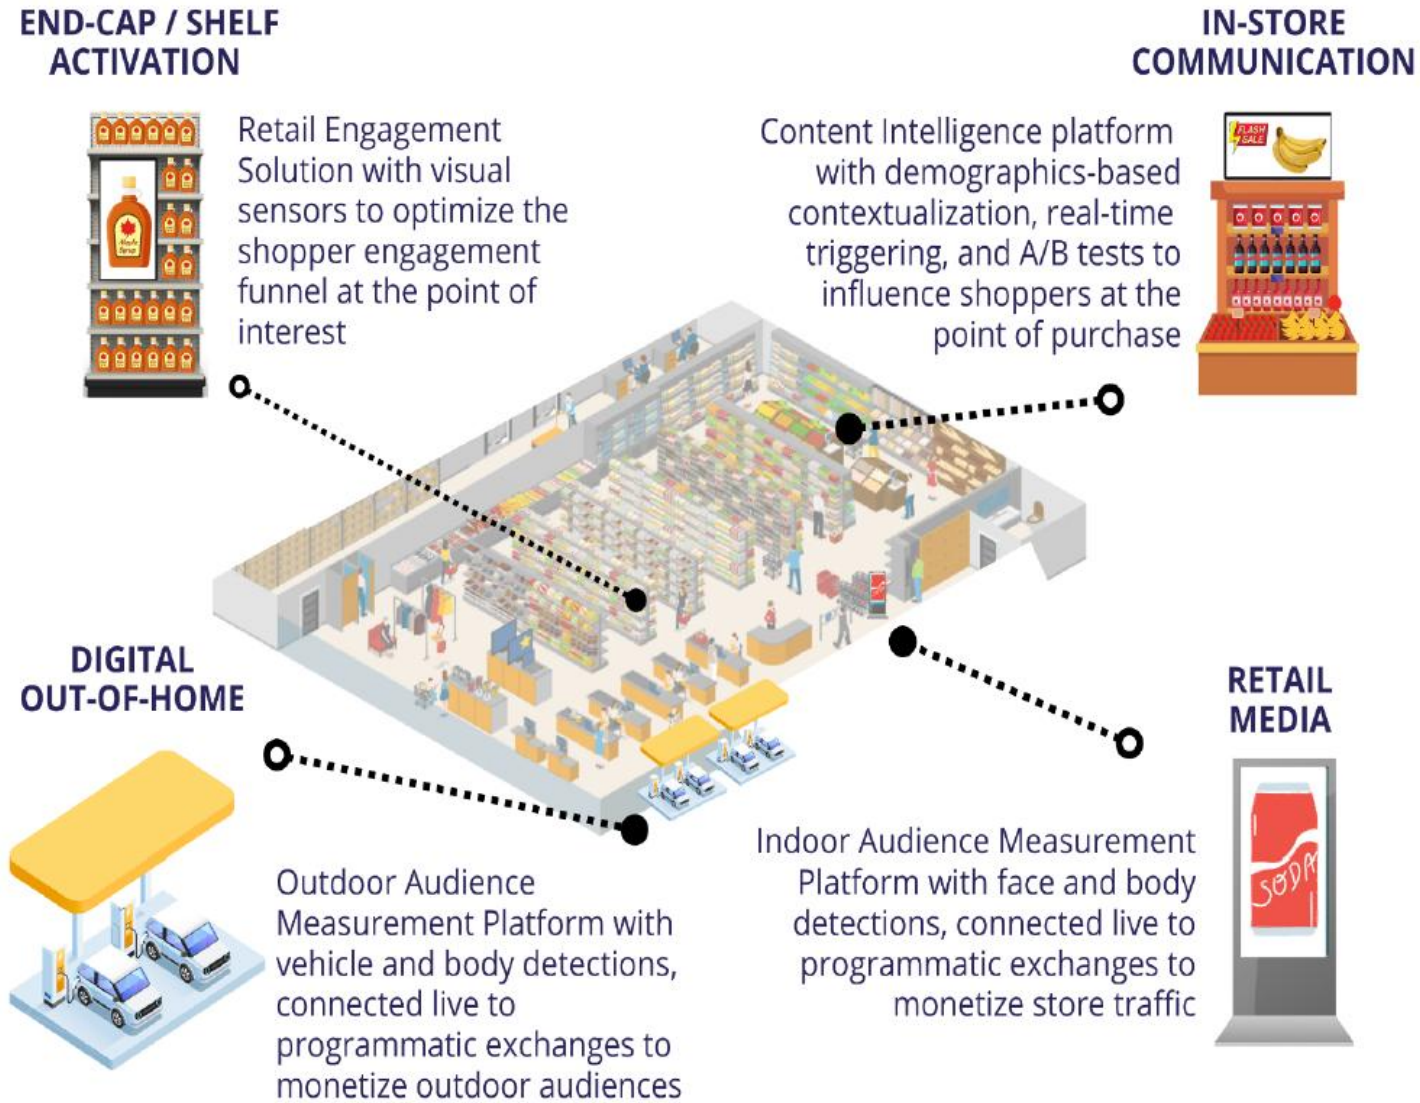 END-CAP / SHELF
ACTIVATION
Retail Engagement
Solution with visual
sensors to optimize the
shopper engagement
funnel at the point of
interest
IN-STORE
COMMUNICATION
Content Intelligence platform
with demographics-based
contextualization, real-time
triggering, and A/B tests to
influence shoppers at the
point of purchase
FLASH
SALE
Maple
Syrup
DIGITAL
OUT-OF-HOME
Outdoor Audience
Measurement Platform with
vehicle and body detections,
connected live to
programmatic exchanges to
monetize outdoor audiences
RETAIL
MEDIA
Indoor Audience Measurement
Platform with face and body
detections, connected live to
programmatic exchanges to
monetize store traffic
SODA